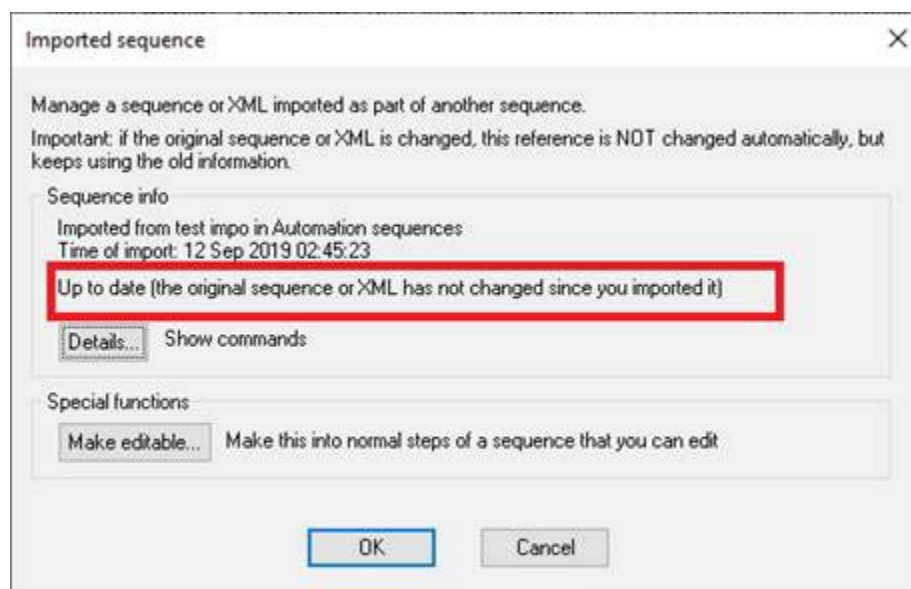 Imported sequence
Manage a sequence or XML imported as part of another sequence.
Important: if the original sequence or XML is changed, this reference is NOT changed automatically, but
keeps using the old information.
Sequence info
Imported from test impo in Automation sequences
Time of import: 12 Sep 2019 02:45:23
Up to date (the original sequence or XML has not changed since you imported it)
Details... Show commands
Special functions
Make editable... Make this into normal steps of a sequence that you can edit
OK Cancel